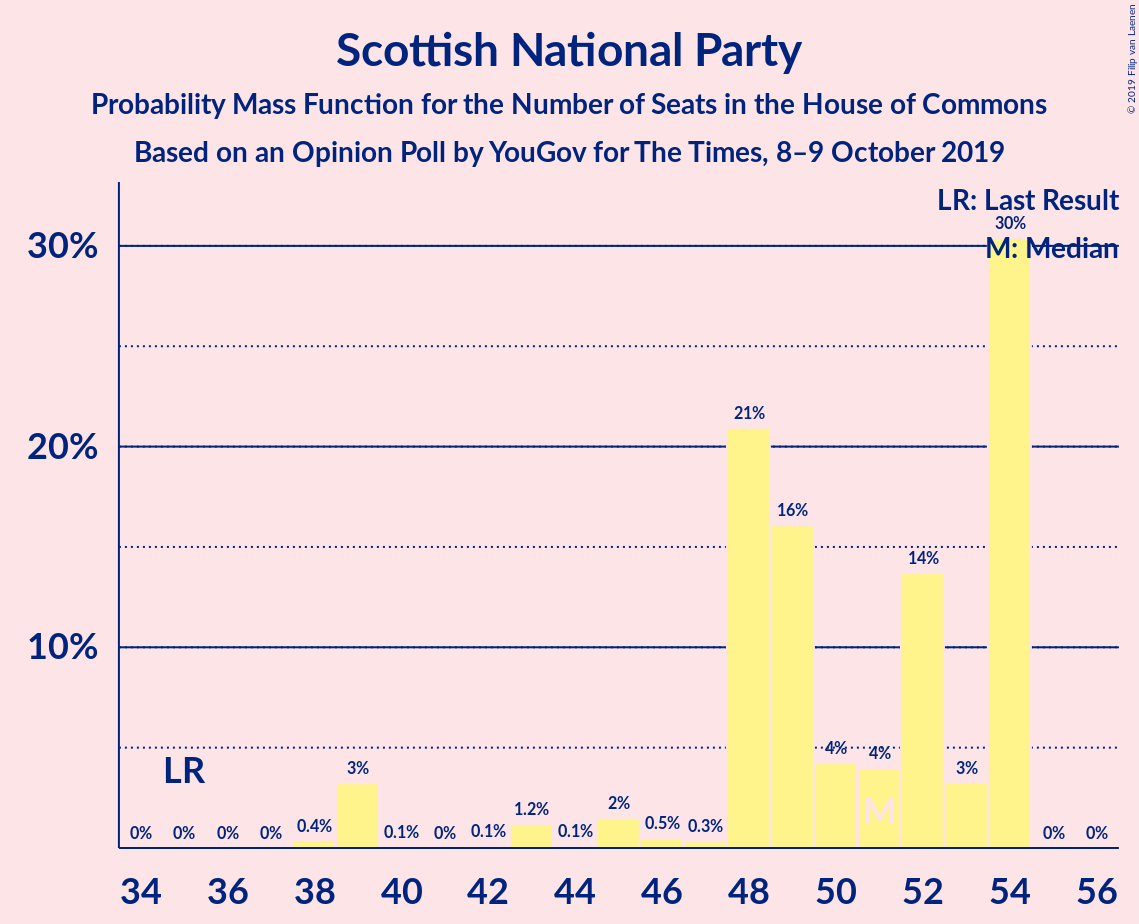 Scottish National Party
Probability Mass Function for the Number of Seats in the House of Commons
Based on an Opinion Poll by YouGov for The Times, 8–9 October 2019
© 2019 Filip van Laenen
LR: Last Result
M: Median
30%
20%
10%
LR
0%
0%
0%
0%
0.4%
3%
0.1%
0%
0.1%
1.2%
0.1%
2%
0.5%
0.3%
21%
16%
4%
4%
M
14%
3%
30%
0%
0%
34 36 38 40 42 44 46 48 50 52 54 56